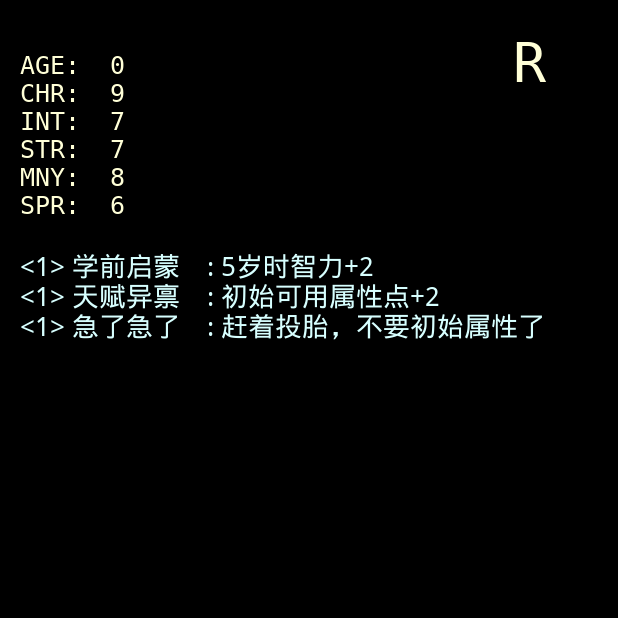 R
AGE: 0
CHR: 9
INT: 7
STR: 7
MNY: 8
SPR: 6
<1> 学前启蒙 : 5岁时智力+2
<1> 天赋异禀 : 初始可用属性点+2
<1> 急了急了 : 赶着投胎，不要初始属性了